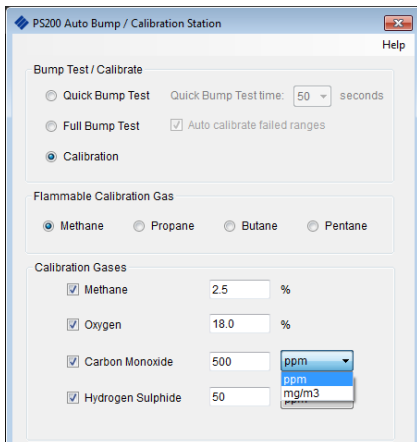 PS200 Auto Bump / Calibration Station
Help
Bump Test / Calibrate
Quick Bump Test Quick Bump Test time: 50 seconds
Full Bump Test Auto calibrate failed ranges
Calibration
Flammable Calibration Gas
Methane Propane Butane Pentane
Calibration Gases
Methane 2.5 %
Oxygen 18.0 %
Carbon Monoxide 500 ppm
ppm
mg/m3
Hydrogen Sulphide 50 ppm